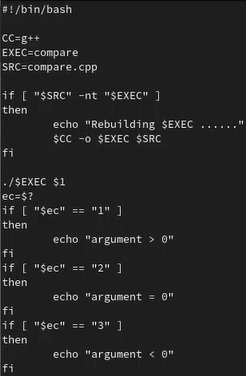 #!/bin/bash
CC=g++
EXEC=compare
SRC=compare.cpp
if [ "$SRC" -nt "$EXEC" ]
then
echo "Rebuilding $EXEC ......"
$CC -o $EXEC $SRC
fi
./$EXEC $1
ec=$?
if [ "$ec" == "1" ]
then
echo "argument > 0"
fi
if [ "$ec" == "2" ]
then
echo "argument = 0"
fi
if [ "$ec" == "3" ]
then
echo "argument < 0"
fi